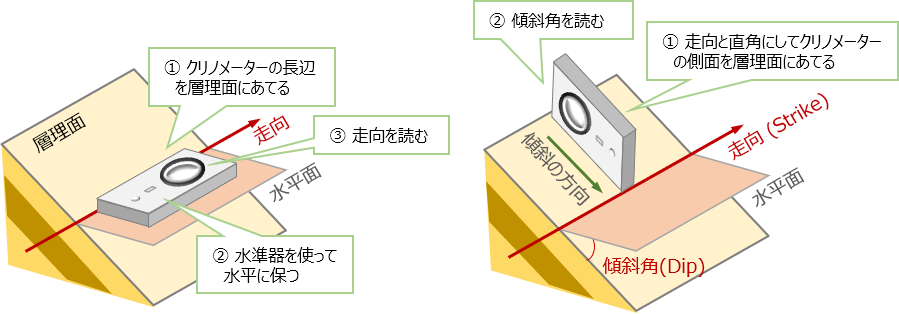 ① クリノメーターの長辺
を層理面にあてる
層理面
走向
③ 走向を読む
水平面
② 水準器を使って
水平に保つ
② 傾斜角を読む
① 走向と直角にしてクリノメーター
の側面を層理面にあてる
走向 (Strike)
傾斜の方向
水平面
傾斜角(Dip)